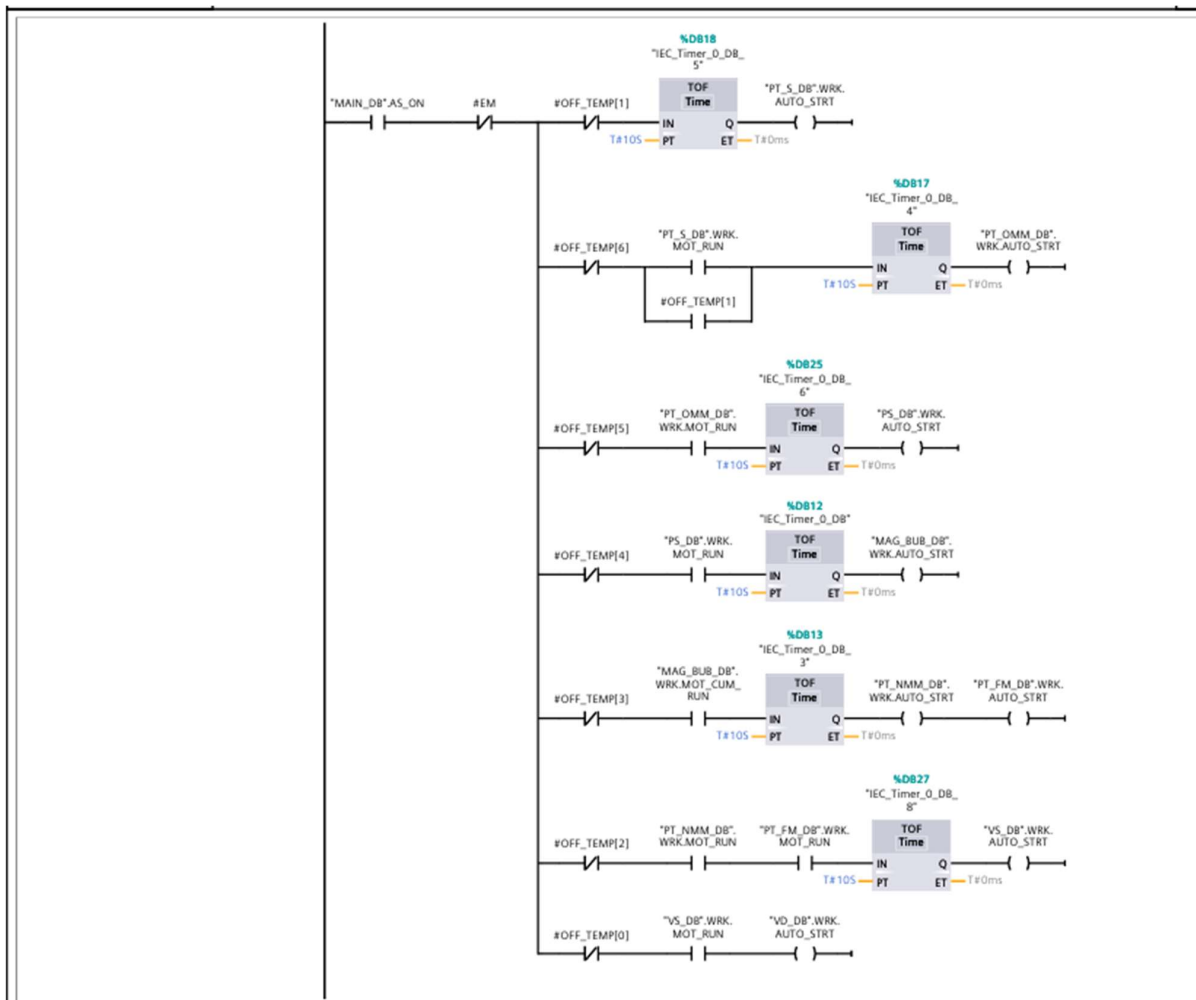 %DB18
"IEC_Timer_0_DB_
5"
TOF
Time
"PT_S_DB".WRK.
AUTO_STRT
"MAIN_DB".AS_ON
#EM
#OFF_TEMP[1]
IN
Q
T#10S
PT
ET
T#0ms
%DB17
"IEC_Timer_0_DB_
4"
TOF
Time
#OFF_TEMP[6]
"PT_S_DB".WRK.
MOT_RUN
"PT_OMM_DB".
WRK.AUTO_STRT
IN
Q
T#10S
PT
ET
T#0ms
#OFF_TEMP[1]
%DB25
"IEC_Timer_0_DB_
6"
TOF
Time
#OFF_TEMP[5]
"PT_OMM_DB".
WRK.MOT_RUN
"PS_DB".WRK.
AUTO_STRT
IN
Q
T#10S
PT
ET
T#0ms
%DB12
"IEC_Timer_0_DB"
TOF
Time
#OFF_TEMP[4]
"PS_DB".WRK.
MOT_RUN
"MAG_BUB_DB".
WRK.AUTO_STRT
IN
Q
T#10S
PT
ET
T#0ms
%DB13
"IEC_Timer_0_DB_
3"
TOF
Time
#OFF_TEMP[3]
"MAG_BUB_DB".
WRK.MOT_CUM_
RUN
"PT_NMM_DB".
WRK.AUTO_STRT
"PT_FM_DB".WRK.
AUTO_STRT
IN
Q
T#10S
PT
ET
T#0ms
%DB27
"IEC_Timer_0_DB_
8"
TOF
Time
#OFF_TEMP[2]
"PT_NMM_DB".
WRK.MOT_RUN
"PT_FM_DB".WRK.
MOT_RUN
"VS_DB".WRK.
AUTO_STRT
IN
Q
T#10S
PT
ET
T#0ms
#OFF_TEMP[0]
"VS_DB".WRK.
MOT_RUN
"VD_DB".WRK.
AUTO_STRT